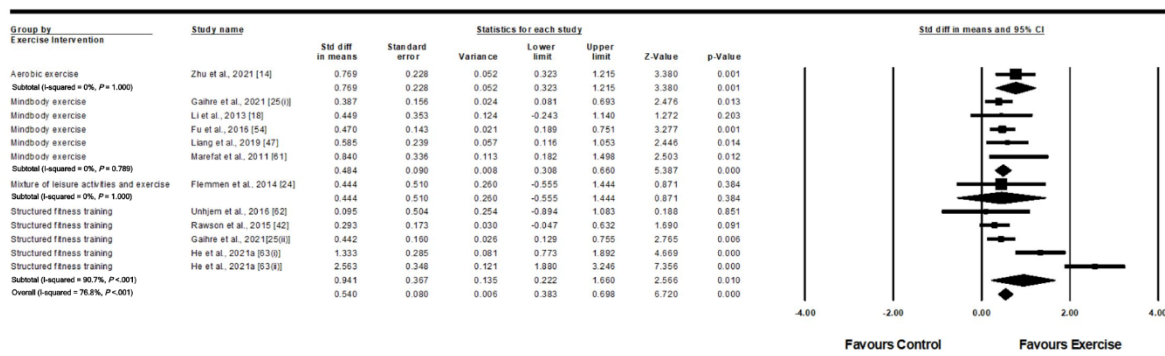 Group by Study name Statistics for each study Std diff in means and 95% CI
Exercise Intervention
Std diff in means Standard error Variance Lower limit Upper limit Z-Value p-Value
Aerobic exercise Zhu et al., 2021 [14] 0.769 0.228 0.052 0.323 1.215 3.380 0.001
Subtotal (I-squared = 0%, P = 1.000) 0.769 0.228 0.052 0.323 1.215 3.380 0.001
Mindbody exercise Gaihre et al., 2021 [25(i)] 0.387 0.156 0.024 0.081 0.693 2.476 0.013
Mindbody exercise Li et al., 2013 [18] 0.449 0.353 0.124 -0.243 1.140 1.272 0.203
Mindbody exercise Fu et al., 2016 [54] 0.470 0.143 0.021 0.189 0.751 3.277 0.001
Mindbody exercise Liang et al., 2019 [47] 0.585 0.239 0.057 0.116 1.053 2.446 0.014
Mindbody exercise Marefat et al., 2011 [61] 0.840 0.336 0.113 0.182 1.498 2.503 0.012
Subtotal (I-squared = 0%, P = 0.789) 0.484 0.090 0.008 0.308 0.660 5.387 0.000
Mixture of leisure activities and exercise Flemmen et al., 2014 [24] 0.444 0.510 0.260 -0.555 1.444 0.871 0.384
Subtotal (I-squared = 0%, P = 1.000) 0.444 0.510 0.260 -0.555 1.444 0.871 0.384
Structured fitness training Unhjem et al., 2016 [62] 0.095 0.504 0.254 -0.894 1.083 0.188 0.851
Structured fitness training Rawson et al., 2015 [42] 0.293 0.173 0.030 -0.047 0.632 1.690 0.091
Structured fitness training Gaihre et al., 2021[25(ii)] 0.442 0.160 0.026 0.129 0.755 2.765 0.006
Structured fitness training He et al., 2021a [63(i)] 1.333 0.285 0.081 0.773 1.892 4.669 0.000
Structured fitness training He et al., 2021a [63(ii)] 2.563 0.348 0.121 1.880 3.246 7.356 0.000
Subtotal (I-squared = 90.7%, P <.001) 0.941 0.367 0.135 0.222 1.660 2.566 0.010
Overall (I-squared = 76.8%, P <.001) 0.540 0.080 0.006 0.383 0.698 6.720 0.000
-4.00 0.00 2.00 4.00
Favours Control Favours Exercise